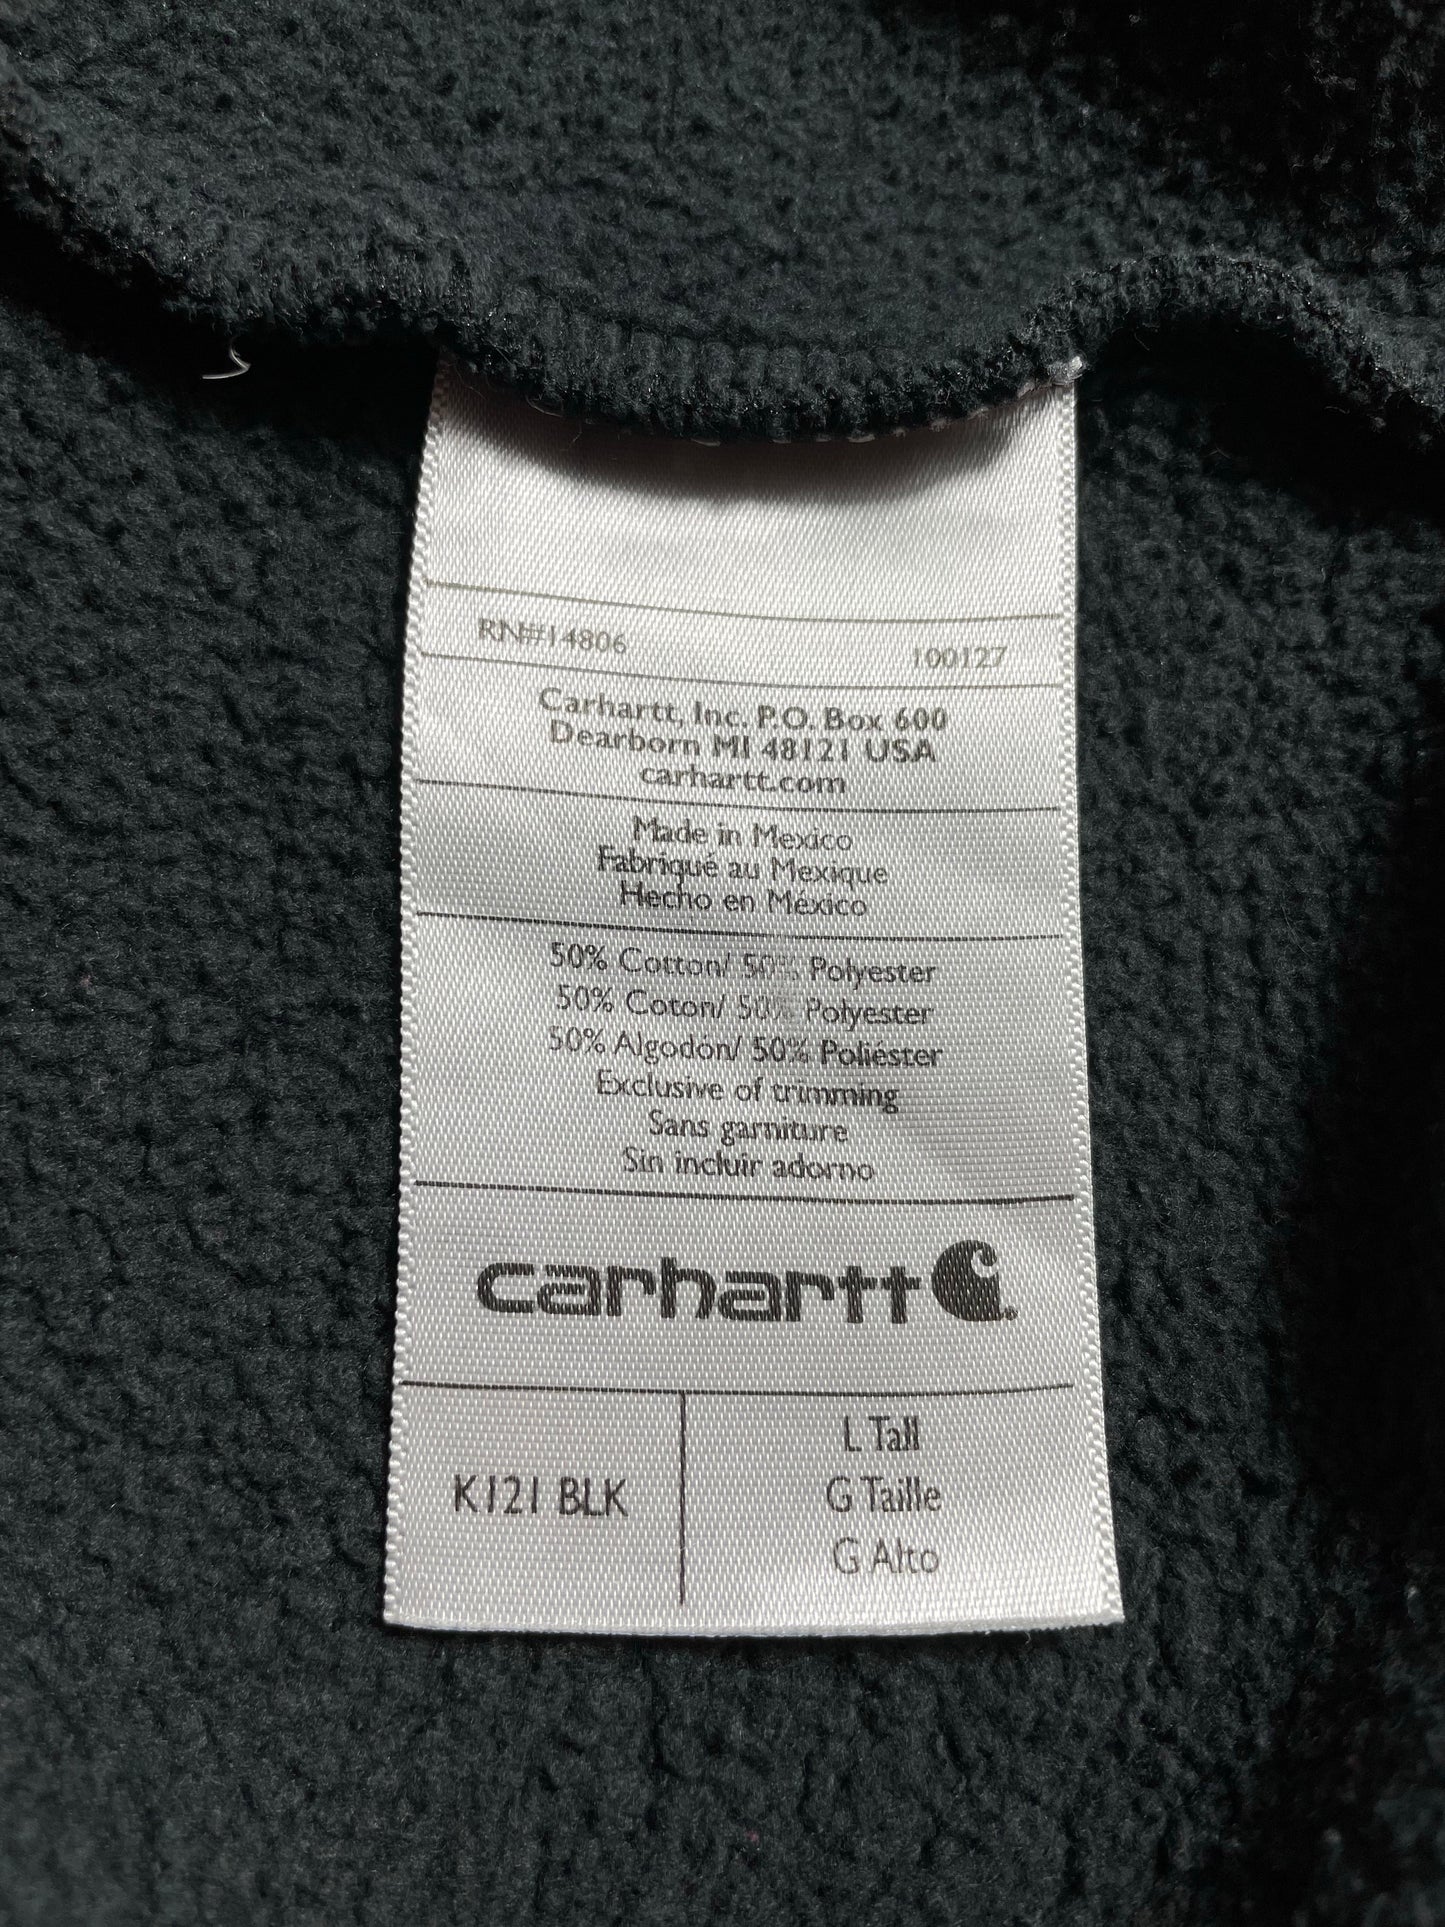 RN#14806 100127
Carhartt, Inc. P.O. Box 600
Dearborn MI 48121 USA
carhartt.com
Made in Mexico
Fabriqué au Mexique
Hecho en México
50% Cotton/ 50% Polyester
50% Coton/ 50% Polyester
50% Algodón/ 50% Poliéster
Exclusive of trimming
Sans garniture
Sin incluir adorno
carhartt
K121 BLK
L Tall
G Taille
G Alto